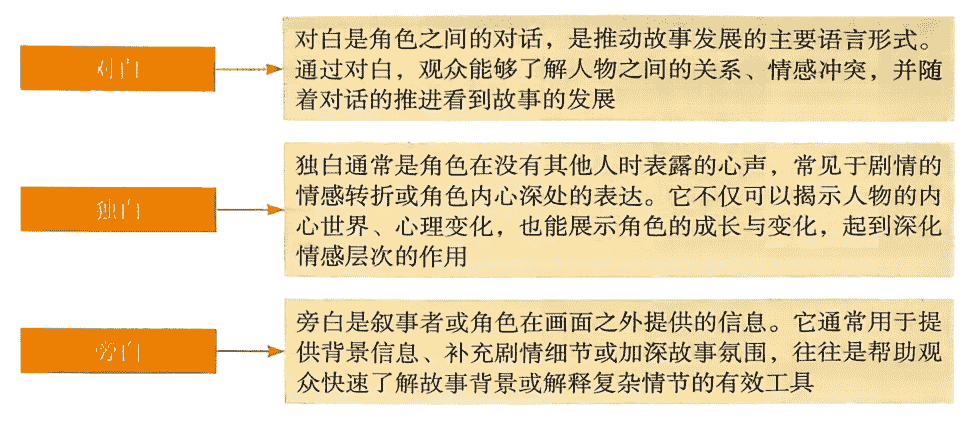 对白
对白是角色之间的对话，是推动故事发展的主要语言形式。
通过对白，观众能够了解人物之间的关系、情感冲突，并随
着对话的推进看到故事的发展
独白
独白通常是角色在没有其他人时表露的心声，常见于剧情的
情感转折或角色内心深处的表达。它不仅可以揭示人物的内
心世界、心理变化，也能展示角色的成长与变化，起到深化
情感层次的作用
旁白
旁白是叙事者或角色在画面之外提供的信息。它通常用于提
供背景信息、补充剧情细节或加深故事氛围，往往是帮助观
众快速了解故事背景或解释复杂情节的有效工具